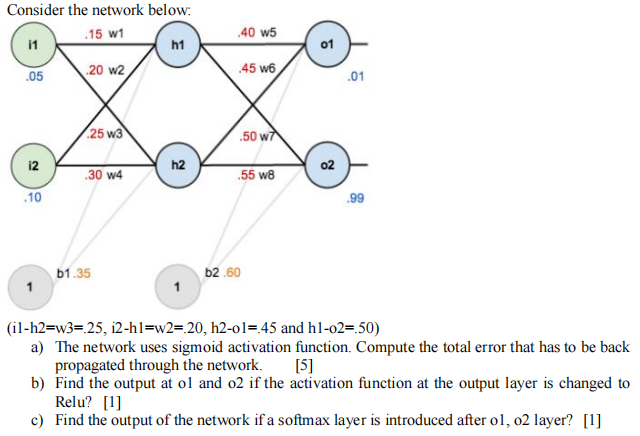 Consider the network below:
.15 w1
.40 w5
i1
h1
o1
.20 w2
.45 w6
.05
.01
.25 w3
.50 w7
i2
h2
o2
.30 w4
.55 w8
.10
.99
b1 .35
b2 .60
1
1
(i1-h2=w3=.25, i2-h1=w2=.20, h2-o1=.45 and h1-o2=.50)
a) The network uses sigmoid activation function. Compute the total error that has to be back
propagated through the network. [5]
b) Find the output at o1 and o2 if the activation function at the output layer is changed to
Relu? [1]
c) Find the output of the network if a softmax layer is introduced after o1, o2 layer? [1]